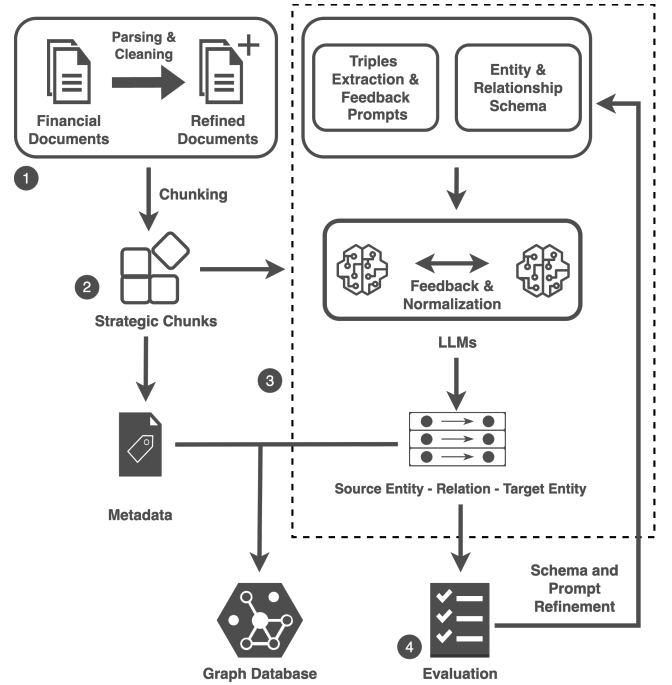 Parsing &
Cleaning
Financial
Documents
Refined
Documents
1
Chunking
2
Strategic Chunks
Metadata
Triples
Extraction &
Feedback
Prompts
Entity &
Relationship
Schema
Feedback &
Normalization
LLMs
3
Source Entity - Relation - Target Entity
Graph Database
4
Evaluation
Schema and
Prompt
Refinement